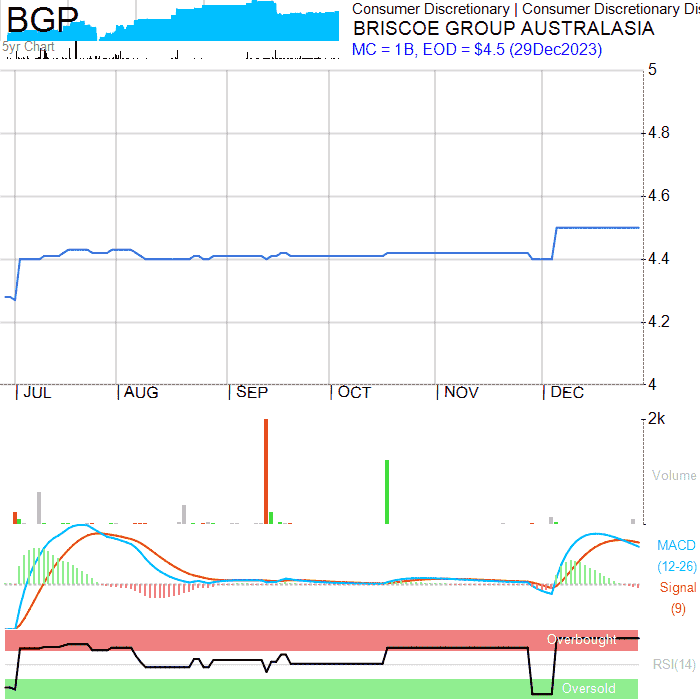 BGP
5yr Chart
Consumer Discretionary | Consumer Discretionary Dis
BRISCOE GROUP AUSTRALASIA
MC = 1B, EOD = $4.5 (29Dec2023)
5
4.8
4.6
4.4
4.2
4
JUL
AUG
SEP
OCT
NOV
DEC
2k
Volume
MACD
(12-26)
Signal
(9)
Overbought
RSI(14)
Oversold